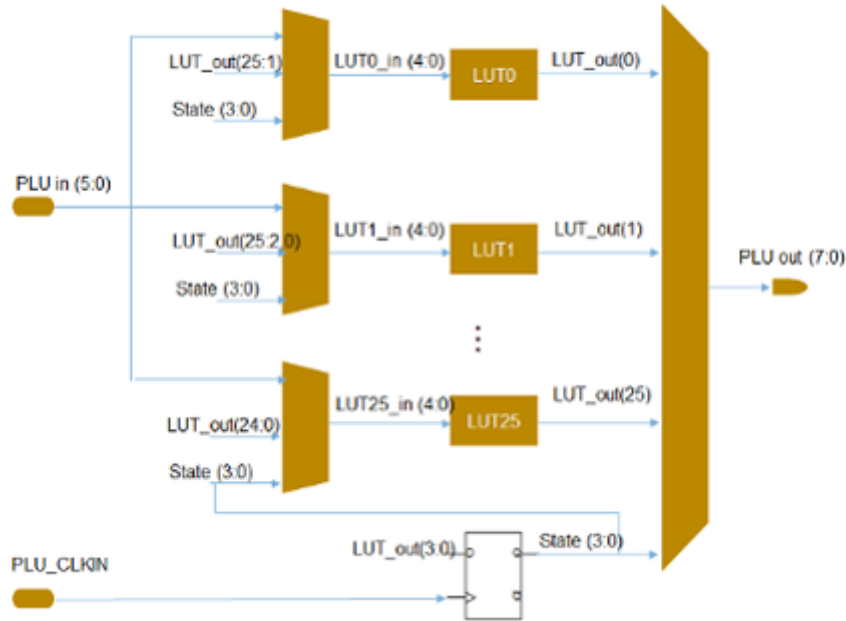 LUT_out(25:1)
LUT0_in (4:0)
LUT0
LUT_out(0)
State (3:0)
PLU in (5:0)
LUT_out(25:2,0)
LUT1_in (4:0)
LUT1
LUT_out(1)
State (3:0)
PLU out (7:0)
LUT25_in (4:0)
LUT25
LUT_out(25)
LUT_out(24:0)
State (3:0)
LUT_out(3:0)
State (3:0)
PLU_CLKIN